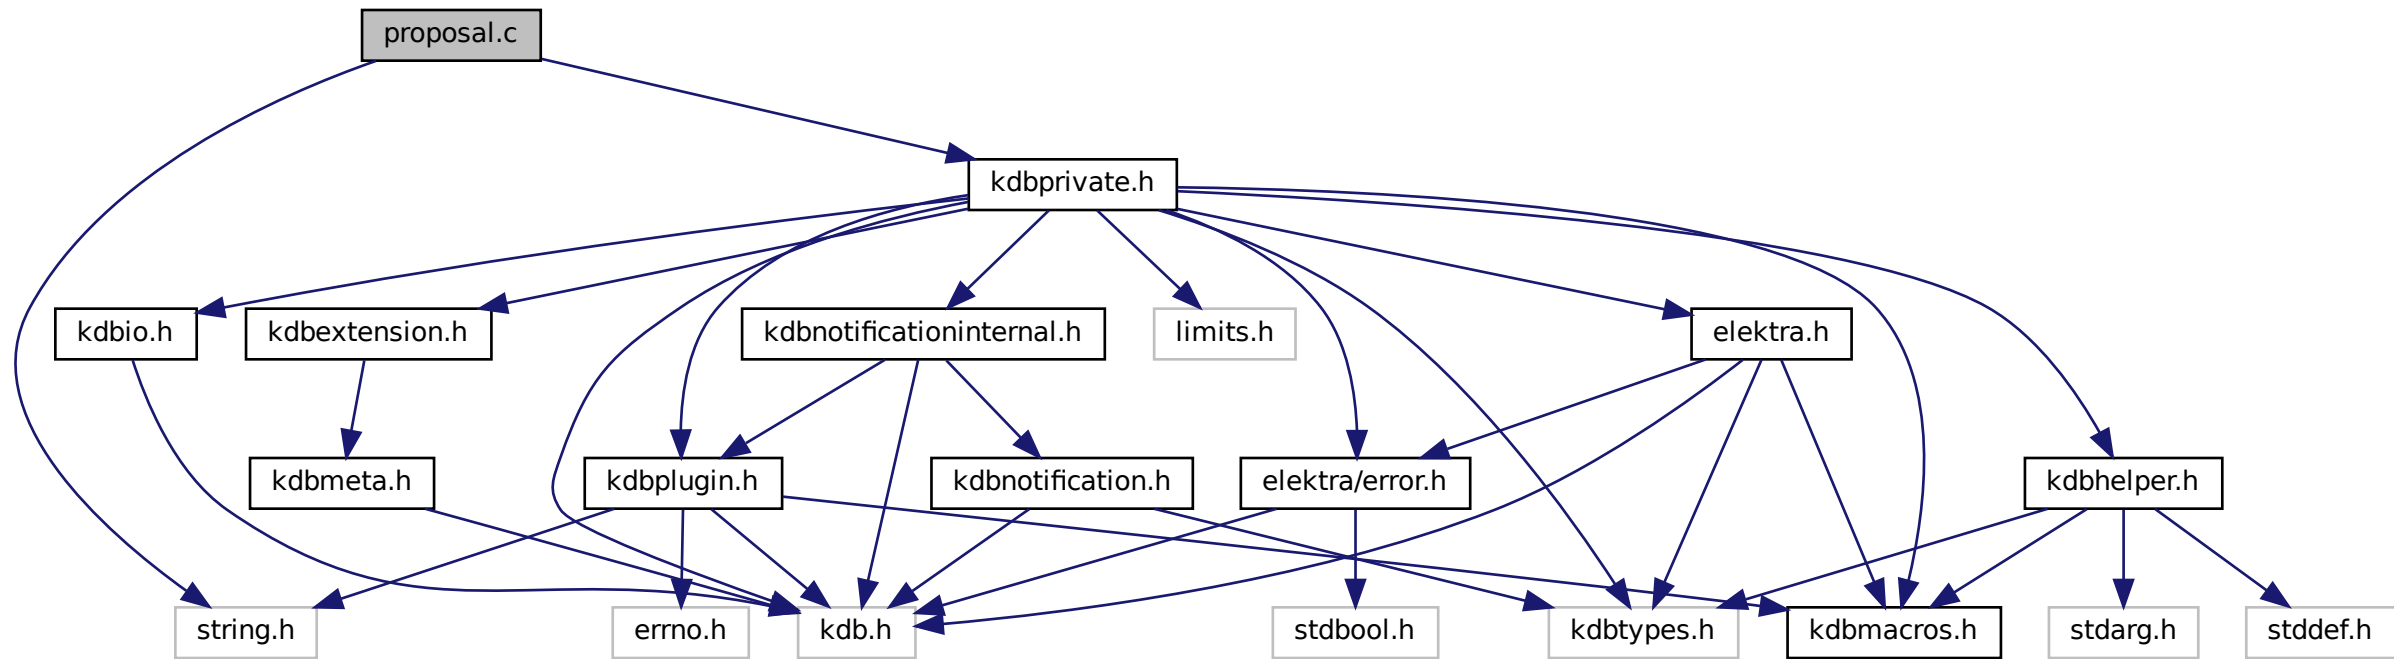 proposal.c
kdbprivate.h
kdbio.h
kdbextension.h
kdbnotificationinternal.h
limits.h
elektra.h
kdbmeta.h
kdbplugin.h
kdbnotification.h
elektra/error.h
kdbhelper.h
string.h
errno.h
kdb.h
stdbool.h
kdbtypes.h
kdbmacros.h
stdarg.h
stddef.h